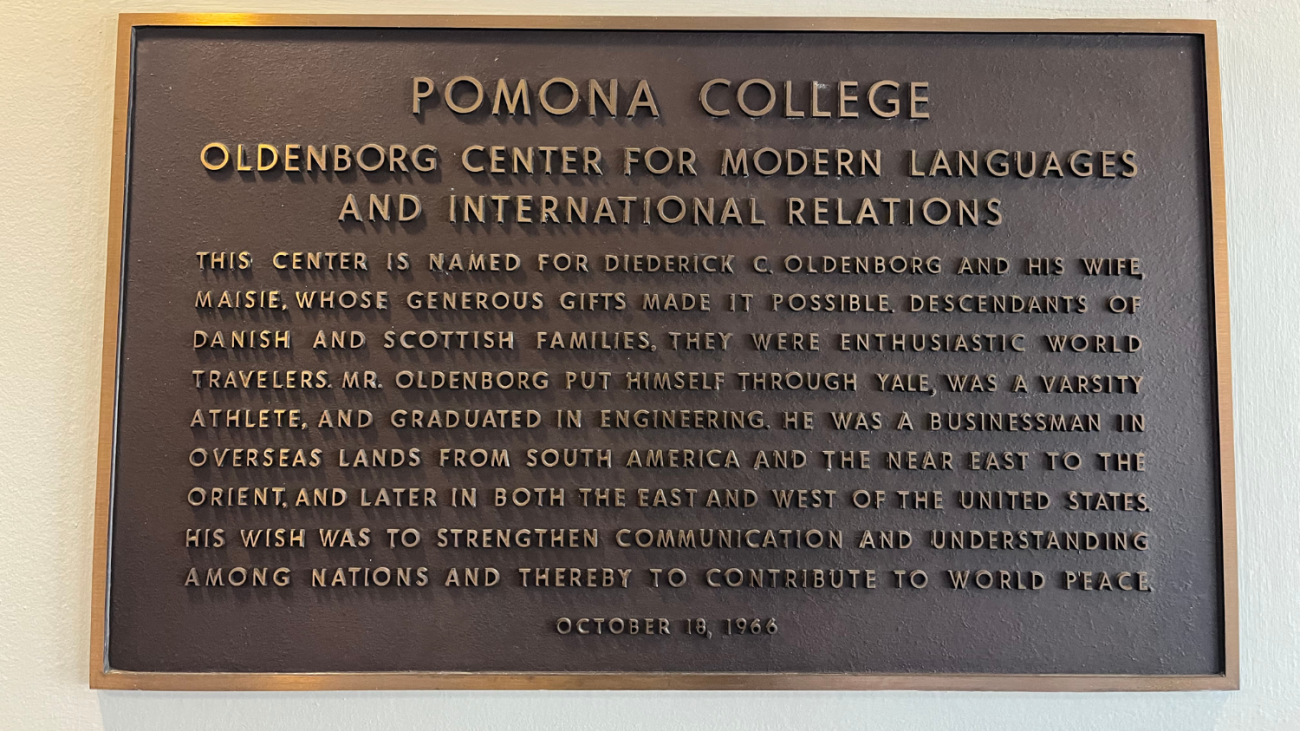 POMONA COLLEGE
OLDENBORG CENTER FOR MODERN LANGUAGES
AND INTERNATIONAL RELATIONS
THIS CENTER IS NAMED FOR DIEDERICK C. OLDENBORG AND HIS WIFE,
MAISIE, WHOSE GENEROUS GIFTS MADE IT POSSIBLE. DESCENDANTS OF
DANISH AND SCOTTISH FAMILIES, THEY WERE ENTHUSIASTIC WORLD
TRAVELERS. MR. OLDENBORG PUT HIMSELF THROUGH YALE, WAS A VARSITY
ATHLETE, AND GRADUATED IN ENGINEERING. HE WAS A BUSINESSMAN IN
OVERSEAS LANDS FROM SOUTH AMERICA AND THE NEAR EAST TO THE
ORIENT, AND LATER IN BOTH THE EAST AND WEST OF THE UNITED STATES.
HIS WISH WAS TO STRENGTHEN COMMUNICATION AND UNDERSTANDING
AMONG NATIONS AND THEREBY TO CONTRIBUTE TO WORLD PEACE.
OCTOBER 18, 1966